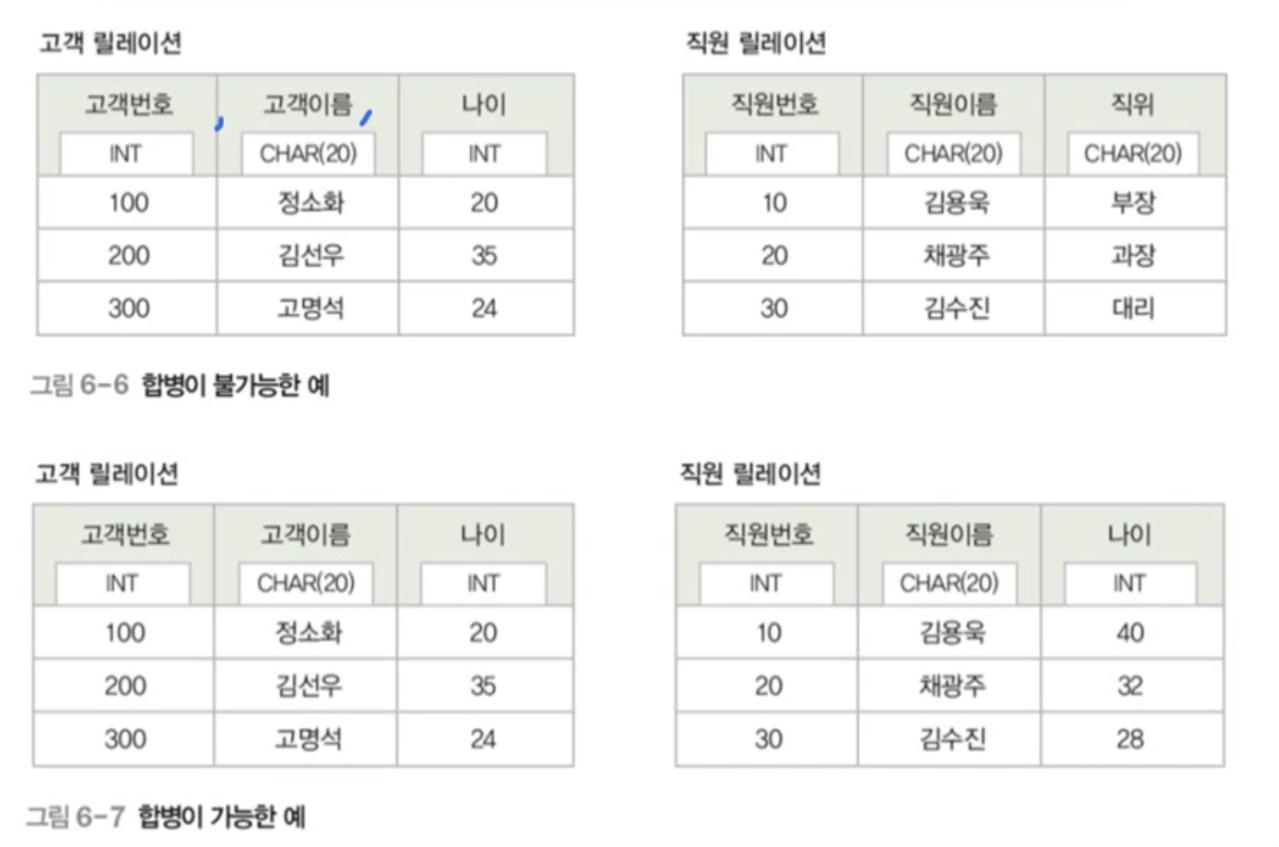 고객 릴레이션
고객번호 고객이름 나이
INT CHAR(20) INT
100 정소화 20
200 김선우 35
300 고명석 24
직원 릴레이션
직원번호 직원이름 직위
INT CHAR(20) CHAR(20)
10 김용욱 부장
20 채광주 과장
30 김수진 대리
그림 6-6 합병이 불가능한 예
고객 릴레이션
고객번호 고객이름 나이
INT CHAR(20) INT
100 정소화 20
200 김선우 35
300 고명석 24
직원 릴레이션
직원번호 직원이름 나이
INT CHAR(20) INT
10 김용욱 40
20 채광주 32
30 김수진 28
그림 6-7 합병이 가능한 예